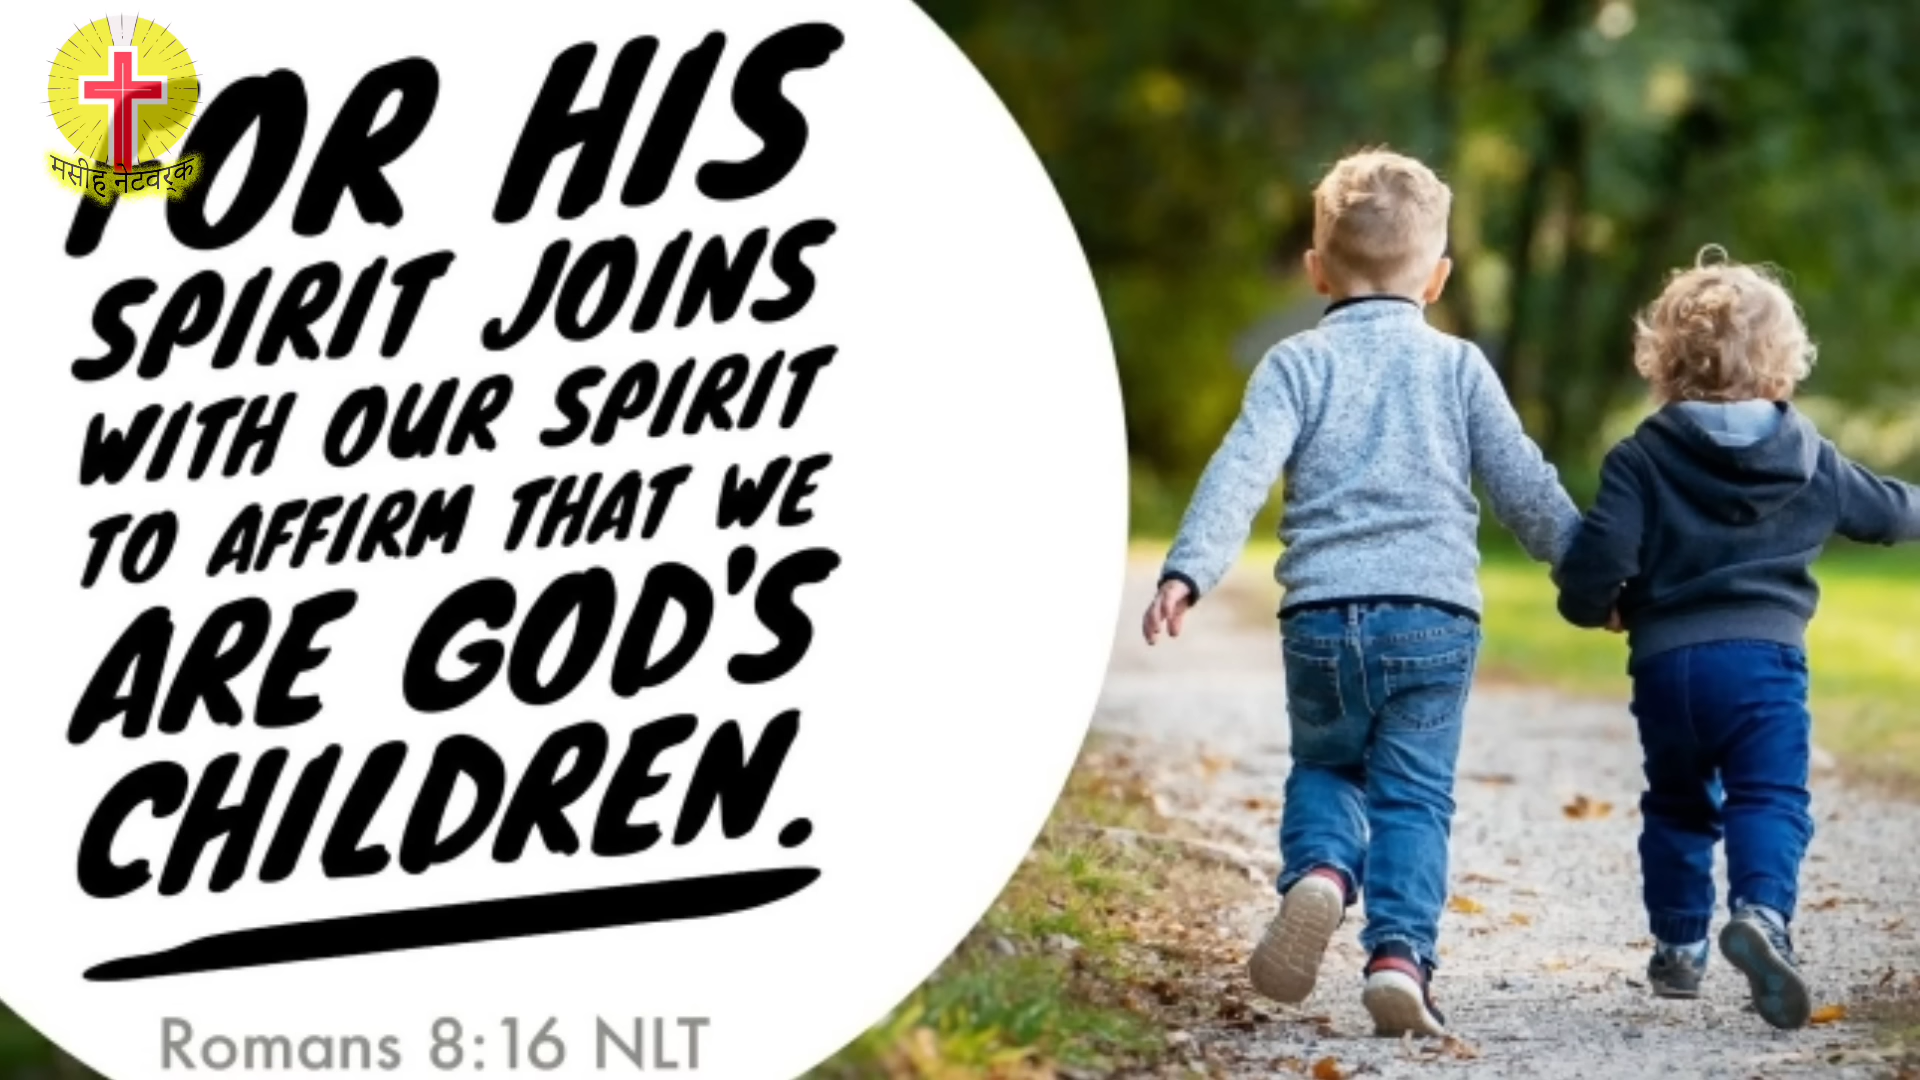 मसीह नेटवर्क
FOR HIS
SPIRIT JOINS
WITH OUR SPIRIT
TO AFFIRM THAT WE
ARE GOD'S
CHILDREN.
Romans 8:16 NLT